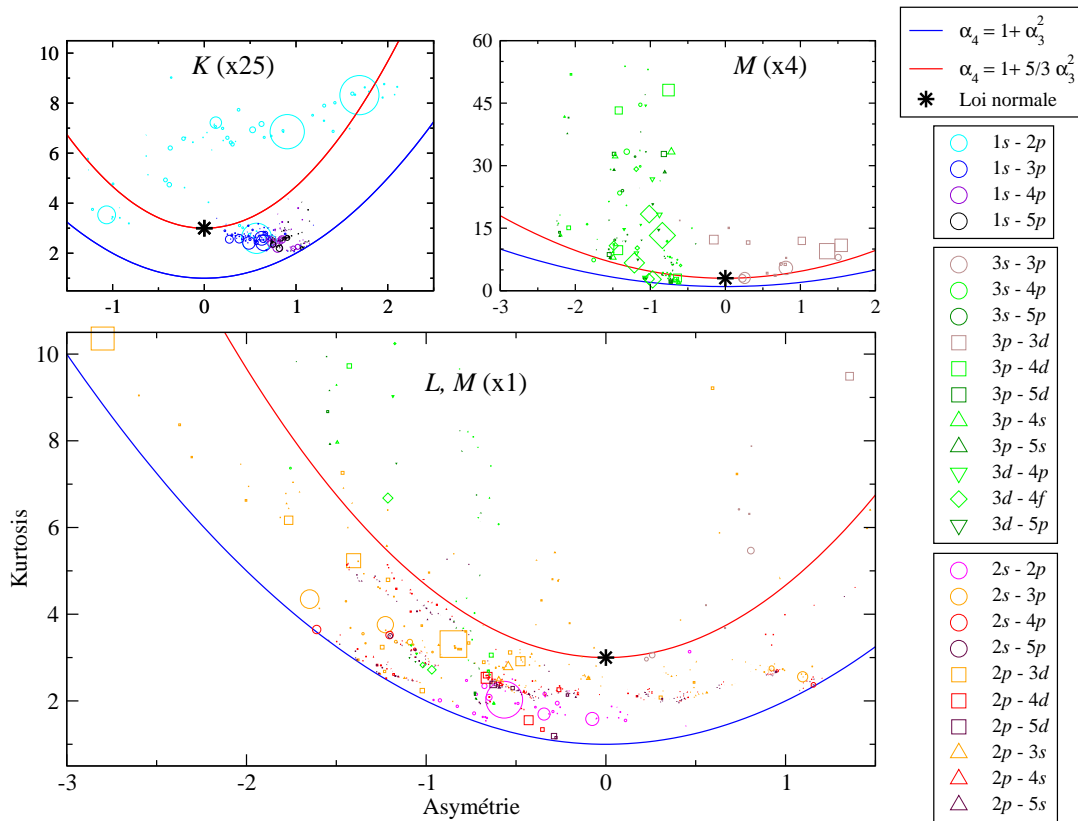 K (x25)
10
8
6
4
2
-1
0
1
2
M (x4)
60
45
30
15
0
-3
-2
-1
0
1
2
L, M (x1)
10
8
6
4
2
-3
-2
-1
0
1
Kurtosis
Asymétrie
α₄ = 1+ α₃²
α₄ = 1+ 5/3 α₃²
Loi normale
1s - 2p
1s - 3p
1s - 4p
1s - 5p
3s - 3p
3s - 4p
3s - 5p
3p - 3d
3p - 4d
3p - 5d
3p - 4s
3p - 5s
3d - 4p
3d - 4f
3d - 5p
2s - 2p
2s - 3p
2s - 4p
2s - 5p
2p - 3d
2p - 4d
2p - 5d
2p - 3s
2p - 4s
2p - 5s